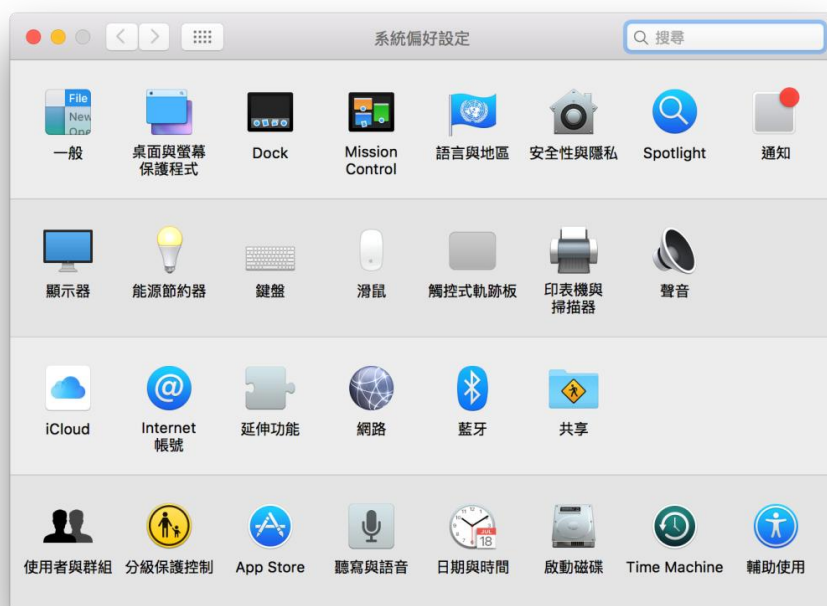 系統偏好設定
搜尋
File
New
一般
桌面與螢幕
保護程式
Dock
Mission
Control
語言與地區
安全性與隱私
Spotlight
通知
顯示器
能源節約器
鍵盤
滑鼠
觸控式軌跡板
印表機與
掃描器
聲音
iCloud
Internet
帳號
延伸功能
網路
藍牙
共享
JUL
18
使用者與群組
分級保護控制
App Store
聽寫與語音
日期與時間
啟動磁碟
Time Machine
輔助使用